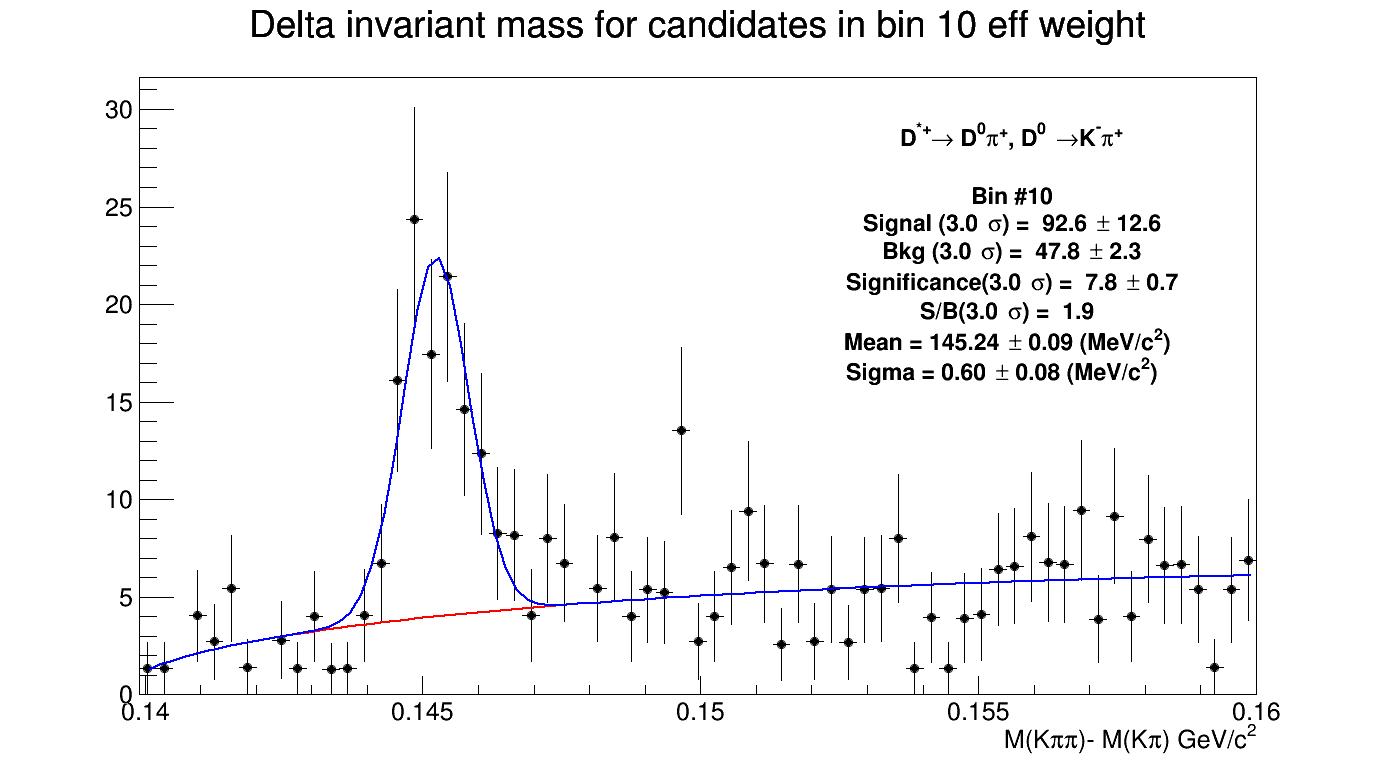 Delta invariant mass for candidates in bin 10 eff weight
30
25
20
15
10
5
0
D*+→ D0π+, D0 →K-π+
Bin #10
Signal (3.0 σ) = 92.6 ± 12.6
Bkg (3.0 σ) = 47.8 ± 2.3
Significance(3.0 σ) = 7.8 ± 0.7
S/B(3.0 σ) = 1.9
Mean = 145.24 ± 0.09 (MeV/c2)
Sigma = 0.60 ± 0.08 (MeV/c2)
0.14 0.145 0.15 0.155 0.16
M(Kππ)- M(Kπ) GeV/c2